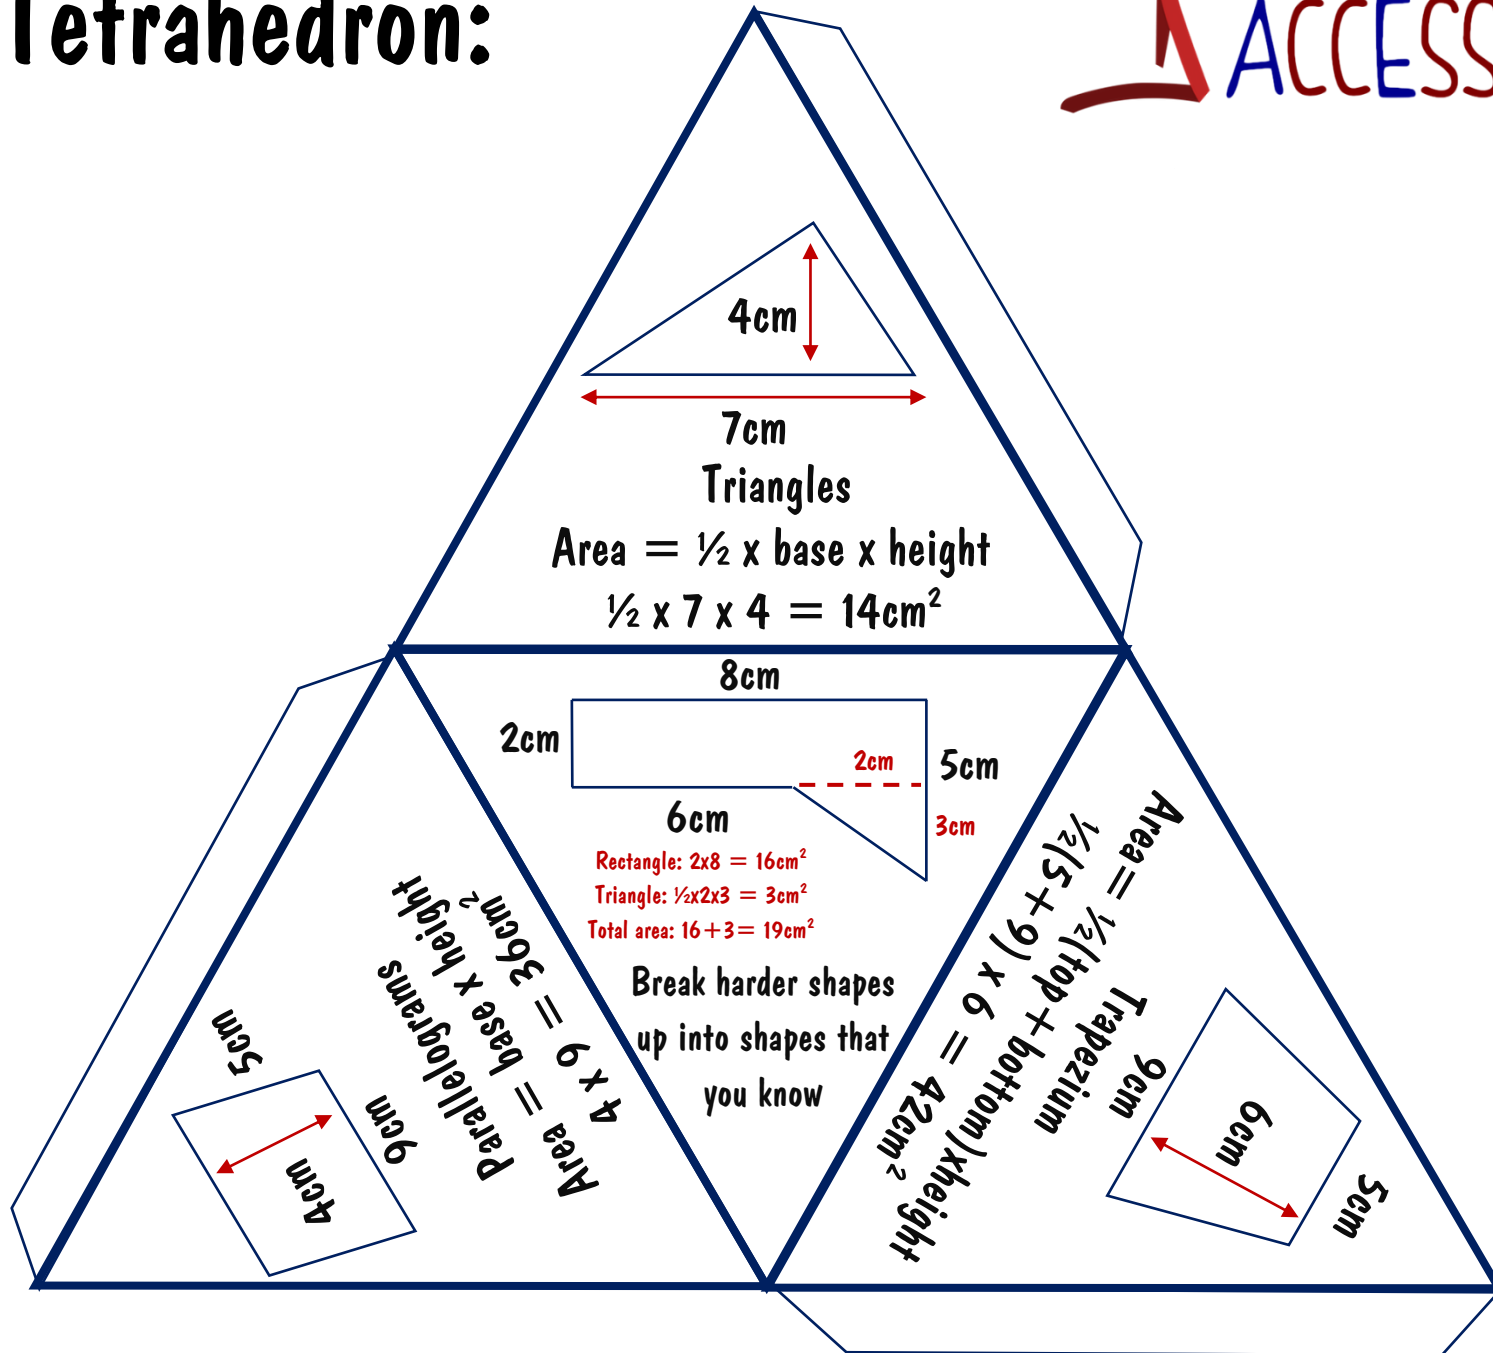 Tetrahedron:
ACCESS
4cm
7cm
Triangles
Area = ½ x base x height
½ x 7 x 4 = 14cm²
8cm
2cm
2cm
5cm
6cm
3cm
Rectangle: 2x8 = 16cm²
Triangle: ½x2x3 = 3cm²
Total area: 16+3= 19cm²
Break harder shapes
up into shapes that
you know
5cm
9cm
4cm
Parallelograms
Area = base x height
4 x 9 = 36cm²
9cm
6cm
5cm
Trapezium
Area= ½(top+bottom)xheight
½(5+9) x 6 = 42cm²